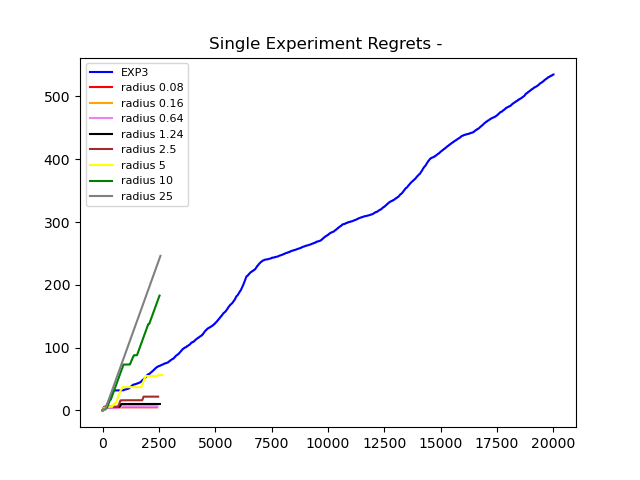 Single Experiment Regrets -
EXP3
radius 0.08
radius 0.16
radius 0.64
radius 1.24
radius 2.5
radius 5
radius 10
radius 25
500
400
300
200
100
0
0 2500 5000 7500 10000 12500 15000 17500 20000